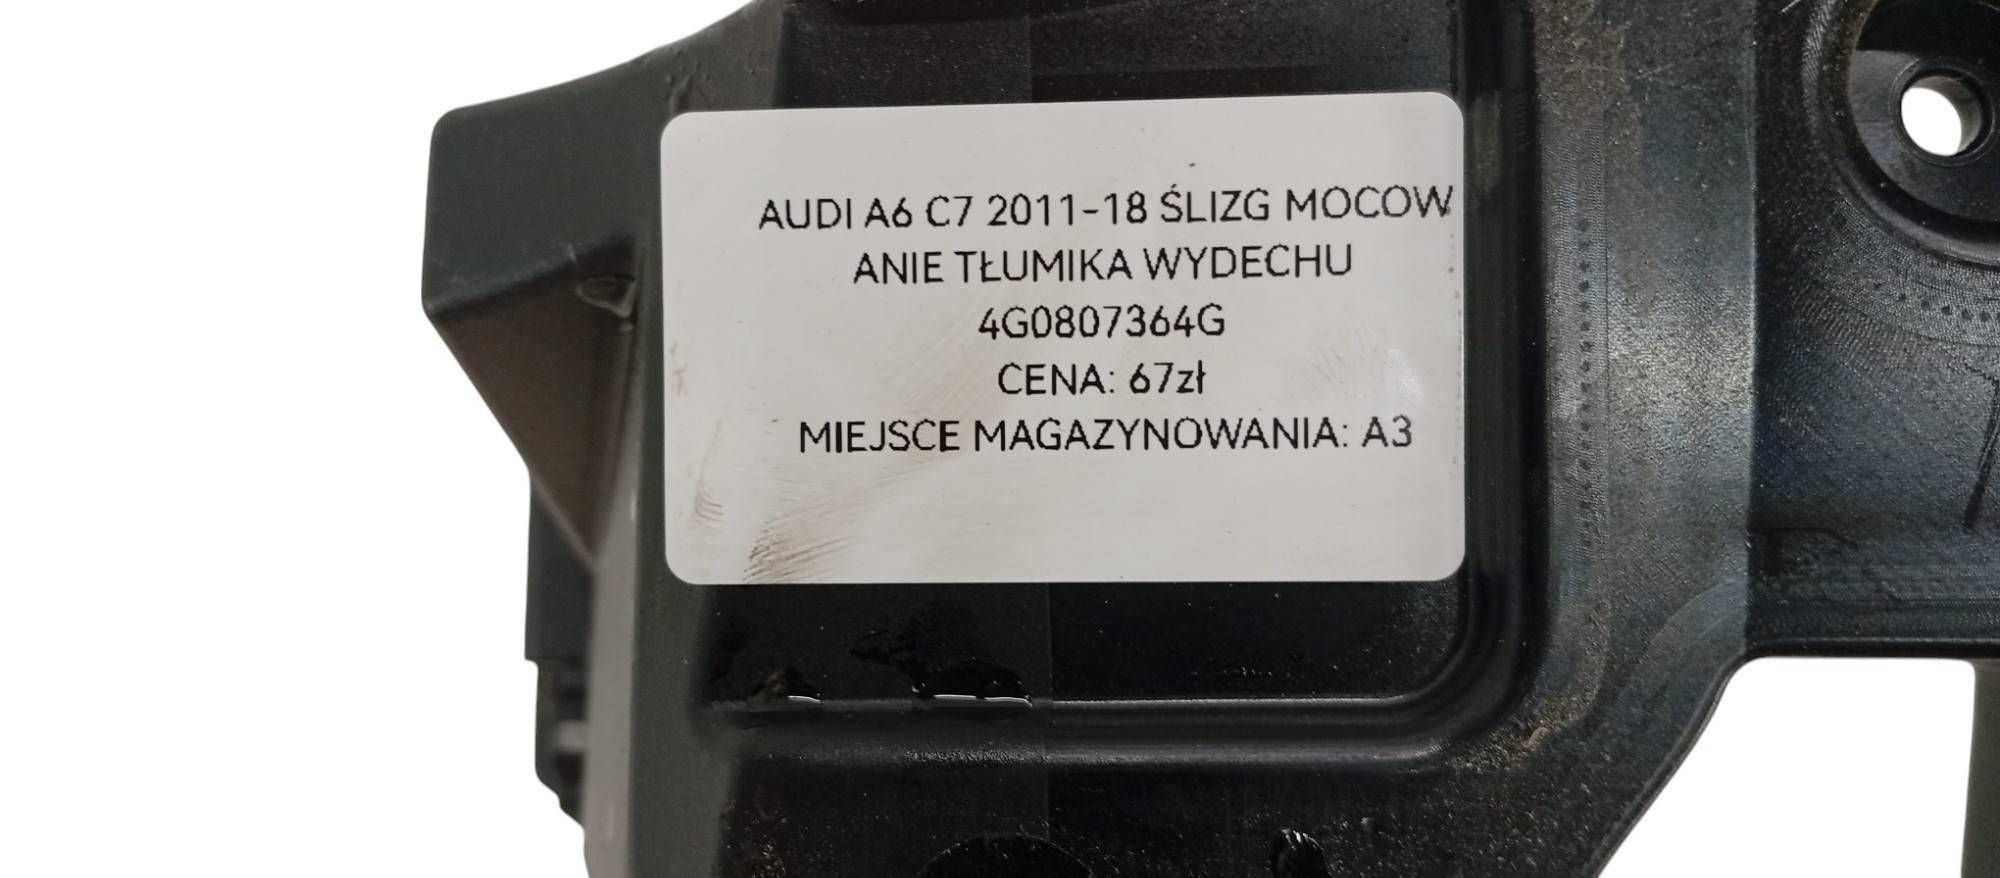 AUDI A6 C7 2011-18 ŚLIZG MOCOW
ANIE TŁUMIKA WYDECHU
4G0807364G
CENA: 67zł
MIEJSCE MAGAZYNOWANIA: A3